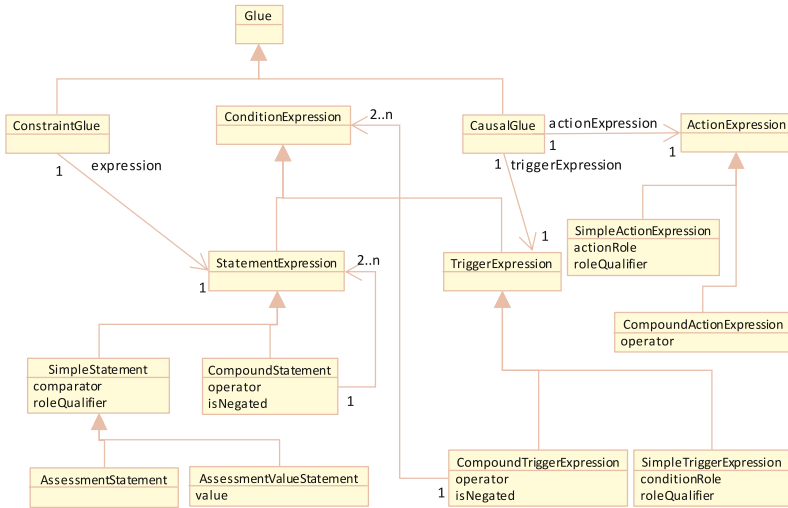 Glue
ConditionExpression
2..n
ConstraintGlue
CausalGlue
actionExpression
ActionExpression
1
1
expression
1
1
triggerExpression
SimpleActionExpression
actionRole
roleQualifier
1
StatementExpression
2..n
TriggerExpression
1
CompoundActionExpression
operator
SimpleStatement
comparator
roleQualifier
CompoundStatement
operator
isNegated
1
AssessmentStatement
AssessmentValueStatement
value
CompoundTriggerExpression
operator
isNegated
1
SimpleTriggerExpression
conditionRole
roleQualifier